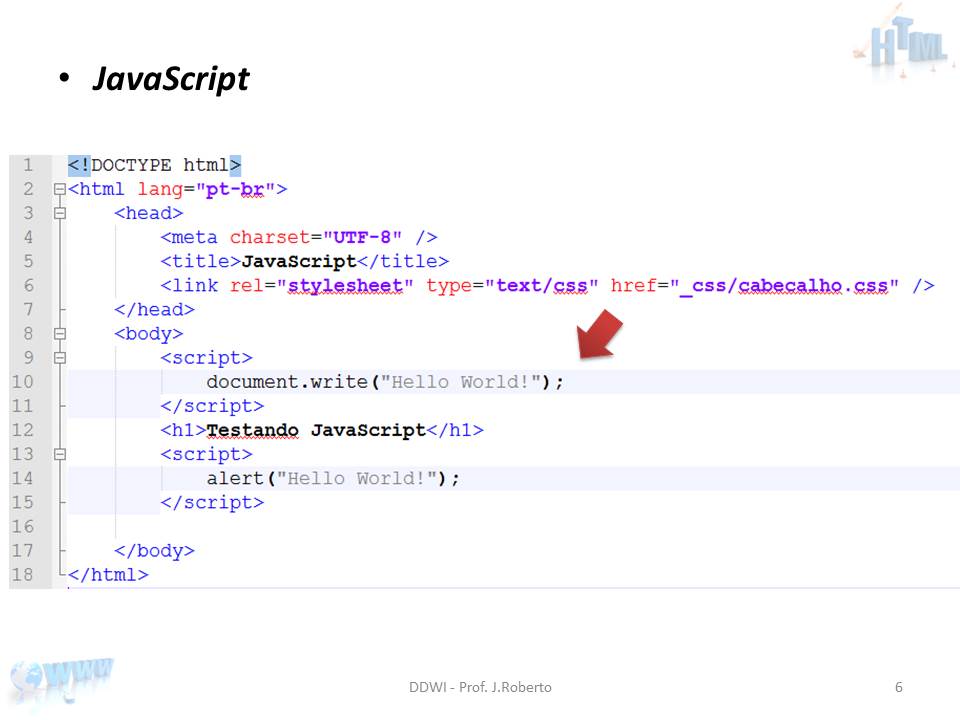 HTML
• JavaScript
1 <!DOCTYPE html>
2 <html lang="pt-br">
3     <head>
4         <meta charset="UTF-8" />
5         <title>JavaScript</title>
6         <link rel="stylesheet" type="text/css" href="_css/cabecalho.css" />
7     </head>
8     <body>
9         <script>
10             document.write("Hello World!");
11         </script>
12         <h1>Testando JavaScript</h1>
13         <script>
14             alert("Hello World!");
15         </script>
16
17     </body>
18 </html>
WWW
DDWI - Prof. J.Roberto
6